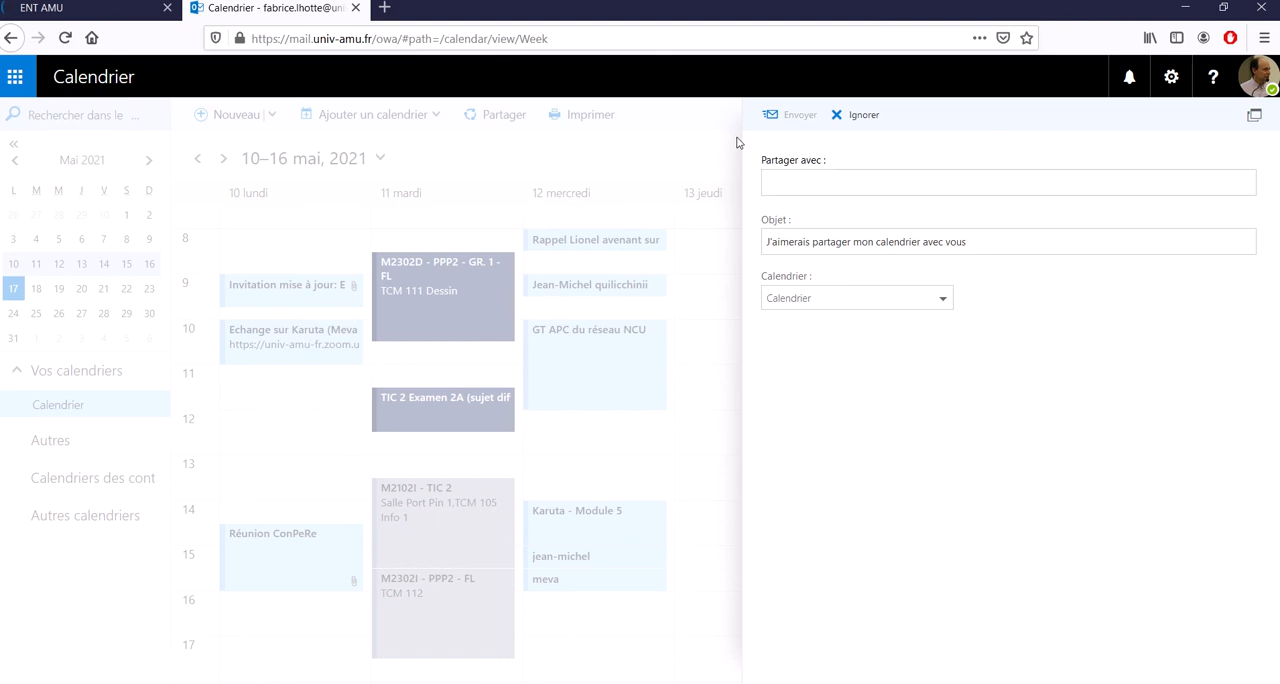 ENT AMU
Calendrier - fabrice.lhotte@uni
https://mail.univ-amu.fr/owa/#path=/calendar/view/Week
Calendrier
Rechercher dans le ...
Nouveau
Ajouter un calendrier
Partager
Imprimer
Envoyer
Ignorer
Mai 2021
L M M J V S D
26 27 28 29 30 1 2
3 4 5 6 7 8 9
10 11 12 13 14 15 16
17 18 19 20 21 22 23
24 25 26 27 28 29 30
31 1 2 3 4 5 6
Vos calendriers
Calendrier
Autres
Calendriers des cont
Autres calendriers
10–16 mai, 2021
10 lundi
11 mardi
12 mercredi
13 jeudi
8
9
10
11
12
13
14
15
16
17
Invitation mise à jour: E
Echange sur Karuta (Meva
https://univ-amu-fr.zoom.u
Réunion ConPeRe
M2302D - PPP2 - GR. 1 -
FL
TCM 111 Dessin
TIC 2 Examen 2A (sujet dif
M2102I - TIC 2
Salle Port Pin 1,TCM 105
Info 1
M2302I - PPP2 - FL
TCM 112
Rappel Lionel avenant sur
Jean-Michel quilicchinii
GT APC du réseau NCU
Karuta - Module 5
jean-michel
meva
Partager avec :
Objet :
J'aimerais partager mon calendrier avec vous
Calendrier :
Calendrier